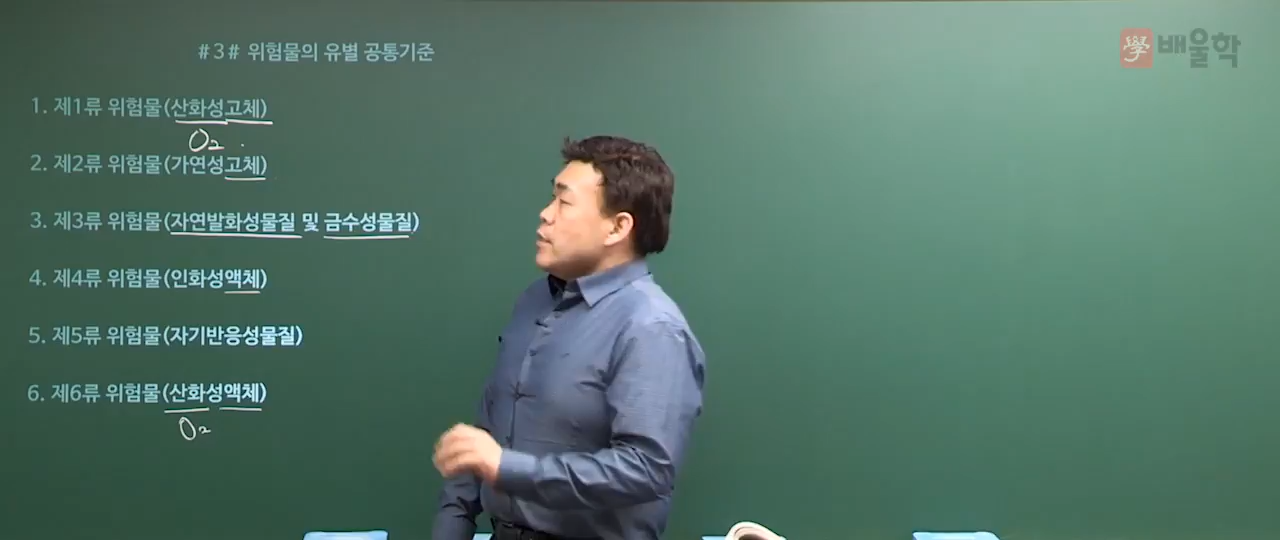 #3# 위험물의 유별 공통기준
學 배울학
1. 제1류 위험물(산화성고체)
O₂
2. 제2류 위험물(가연성고체)
3. 제3류 위험물(자연발화성물질 및 금수성물질)
4. 제4류 위험물(인화성액체)
5. 제5류 위험물(자기반응성물질)
6. 제6류 위험물(산화성액체)
O₂